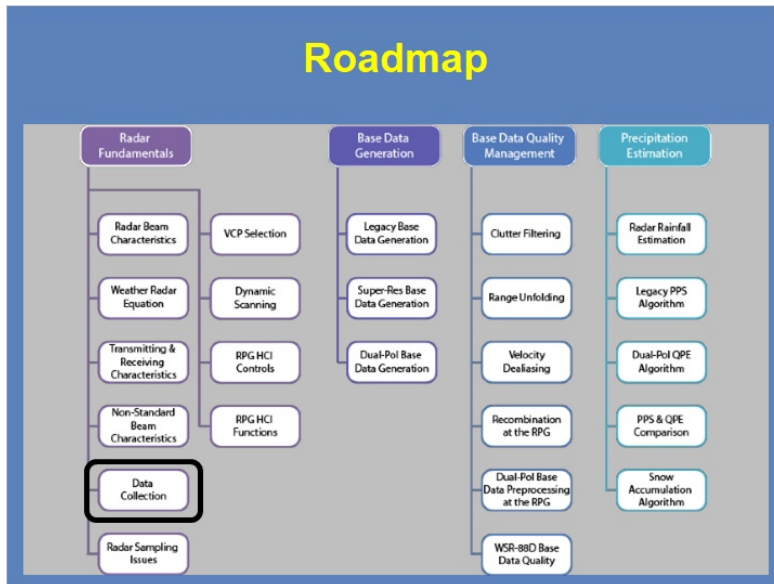 Roadmap
Radar
Fundamentals
Radar Beam
Characteristics
Weather Radar
Equation
Transmitting &
Receiving
Characteristics
Non-Standard
Beam
Characteristics
Data
Collection
Radar Sampling
Issues
VCP Selection
Dynamic
Scanning
RPG HCI
Controls
RPG HCI
Functions
Base Data
Generation
Legacy Base
Data Generation
Super-Res Base
Data Generation
Dual-Pol Base
Data Generation
Base Data Quality
Management
Clutter Filtering
Range Unfolding
Velocity
Dealiasing
Recombination
at the RPG
Dual-Pol Base
Data Preprocessing
at the RPG
WSR-88D Base
Data Quality
Precipitation
Estimation
Radar Rainfall
Estimation
Legacy PPS
Algorithm
Dual-Pol QPE
Algorithm
PPS & QPE
Comparison
Snow
Accumulation
Algorithm